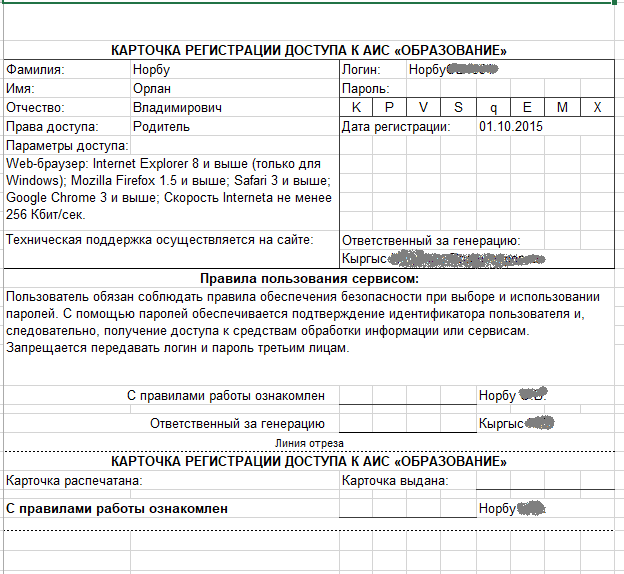 КАРТОЧКА РЕГИСТРАЦИИ ДОСТУПА К АИС «ОБРАЗОВАНИЕ»
Фамилия: Норбу Логин: Норбу
Имя: Орлан Пароль:
Отчество: Владимирович K P V S q E M X
Права доступа: Родитель Дата регистрации: 01.10.2015
Параметры доступа:
Web-браузер: Internet Explorer 8 и выше (только для
Windows); Mozilla Firefox 1.5 и выше; Safari 3 и выше;
Google Chrome 3 и выше; Скорость Interneta не менее
256 Кбит/сек.
Техническая поддержка осуществляется на сайте: Ответственный за генерацию:
Кыргыс
Правила пользования сервисом:
Пользователь обязан соблюдать правила обеспечения безопасности при выборе и использовании
паролей. С помощью паролей обеспечивается подтверждение идентификатора пользователя и,
следовательно, получение доступа к средствам обработки информации или сервисам.
Запрещается передавать логин и пароль третьим лицам.
С правилами работы ознакомлен Норбу
Ответственный за генерацию Кыргыс
Линия отреза
КАРТОЧКА РЕГИСТРАЦИИ ДОСТУПА К АИС «ОБРАЗОВАНИЕ»
Карточка распечатана: Карточка выдана:
С правилами работы ознакомлен Норбу